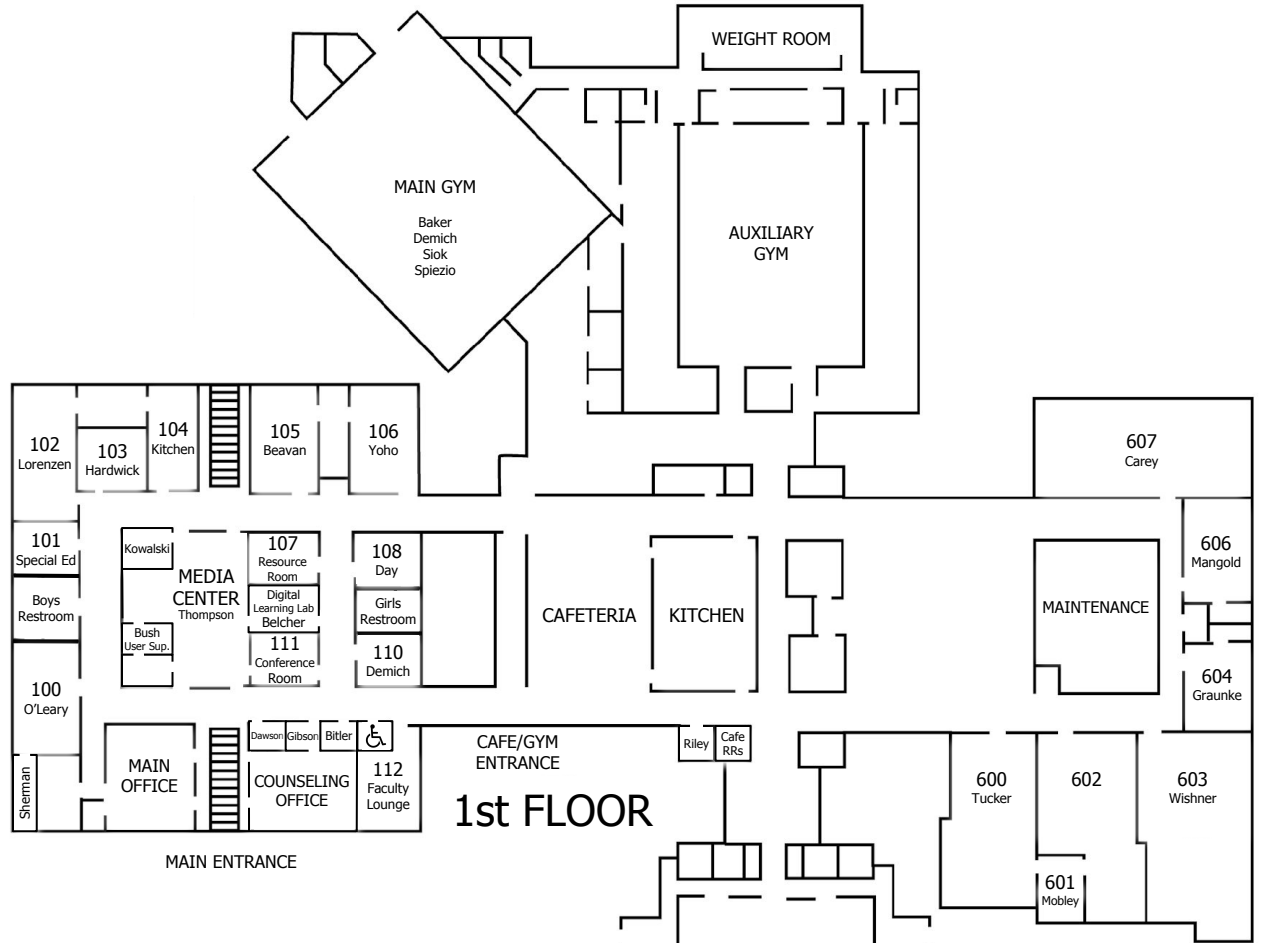 WEIGHT ROOM
MAIN GYM
Baker
Demich
Siok
Spiezio
AUXILIARY
GYM
102
Lorenzen
103
Hardwick
104
Kitchen
105
Beavan
106
Yoho
607
Carey
101
Special Ed
Kowalski
MEDIA
CENTER
Thompson
107
Resource
Room
108
Day
606
Mangold
Boys
Restroom
Digital
Learning Lab
Belcher
Girls
Restroom
CAFETERIA
KITCHEN
MAINTENANCE
Bush
User Sup.
111
Conference
Room
110
Demich
100
O'Leary
604
Graunke
Dawson
Gibson
Bitler
Riley
Cafe
RRs
CAFE/GYM
ENTRANCE
Sherman
MAIN
OFFICE
COUNSELING
OFFICE
112
Faculty
Lounge
1st FLOOR
600
Tucker
602
603
Wishner
601
Mobley
MAIN ENTRANCE